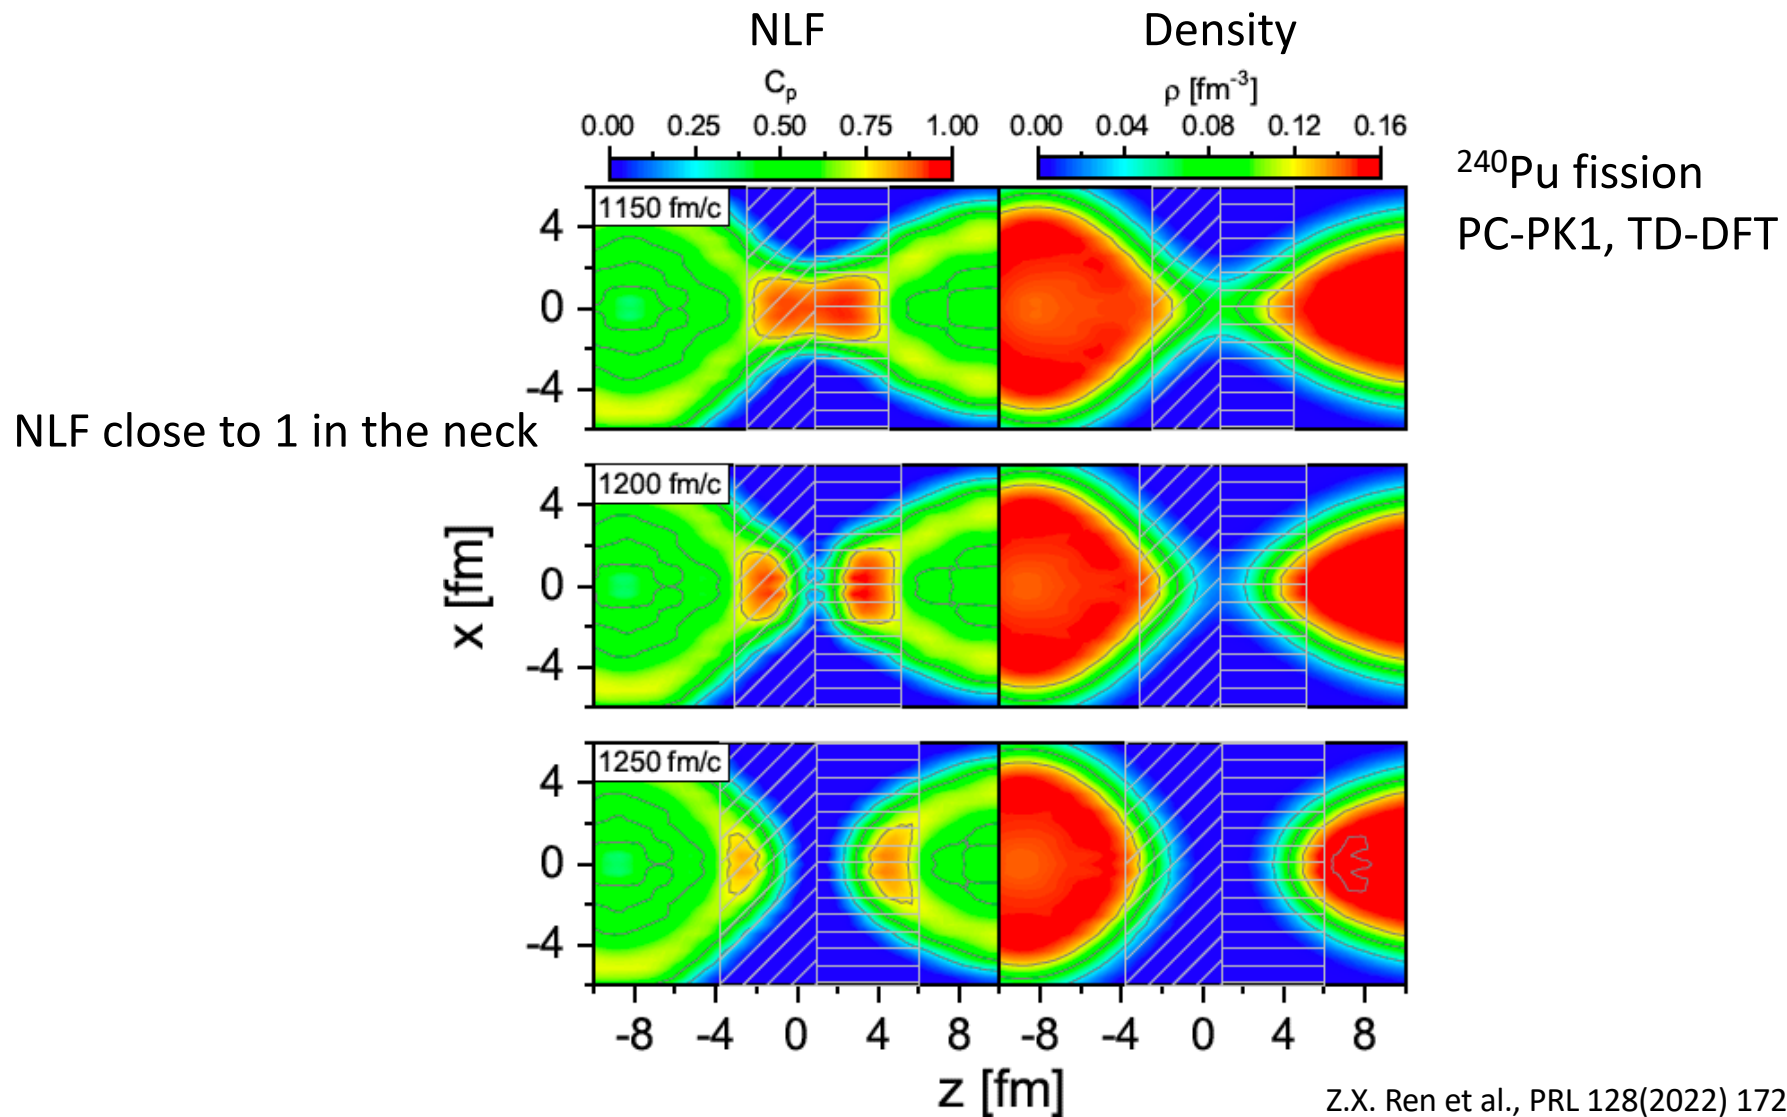 NLF Density
C_p ρ [fm⁻³]
0.00 0.25 0.50 0.75 1.00 0.00 0.04 0.08 0.12 0.16
²⁴⁰Pu fission
PC-PK1, TD-DFT
1150 fm/c
4
0
-4
NLF close to 1 in the neck
1200 fm/c
4
0
-4
x [fm]
1250 fm/c
4
0
-4
-8 -4 0 4 8 -8 -4 0 4 8
z [fm]
Z.X. Ren et al., PRL 128(2022) 172